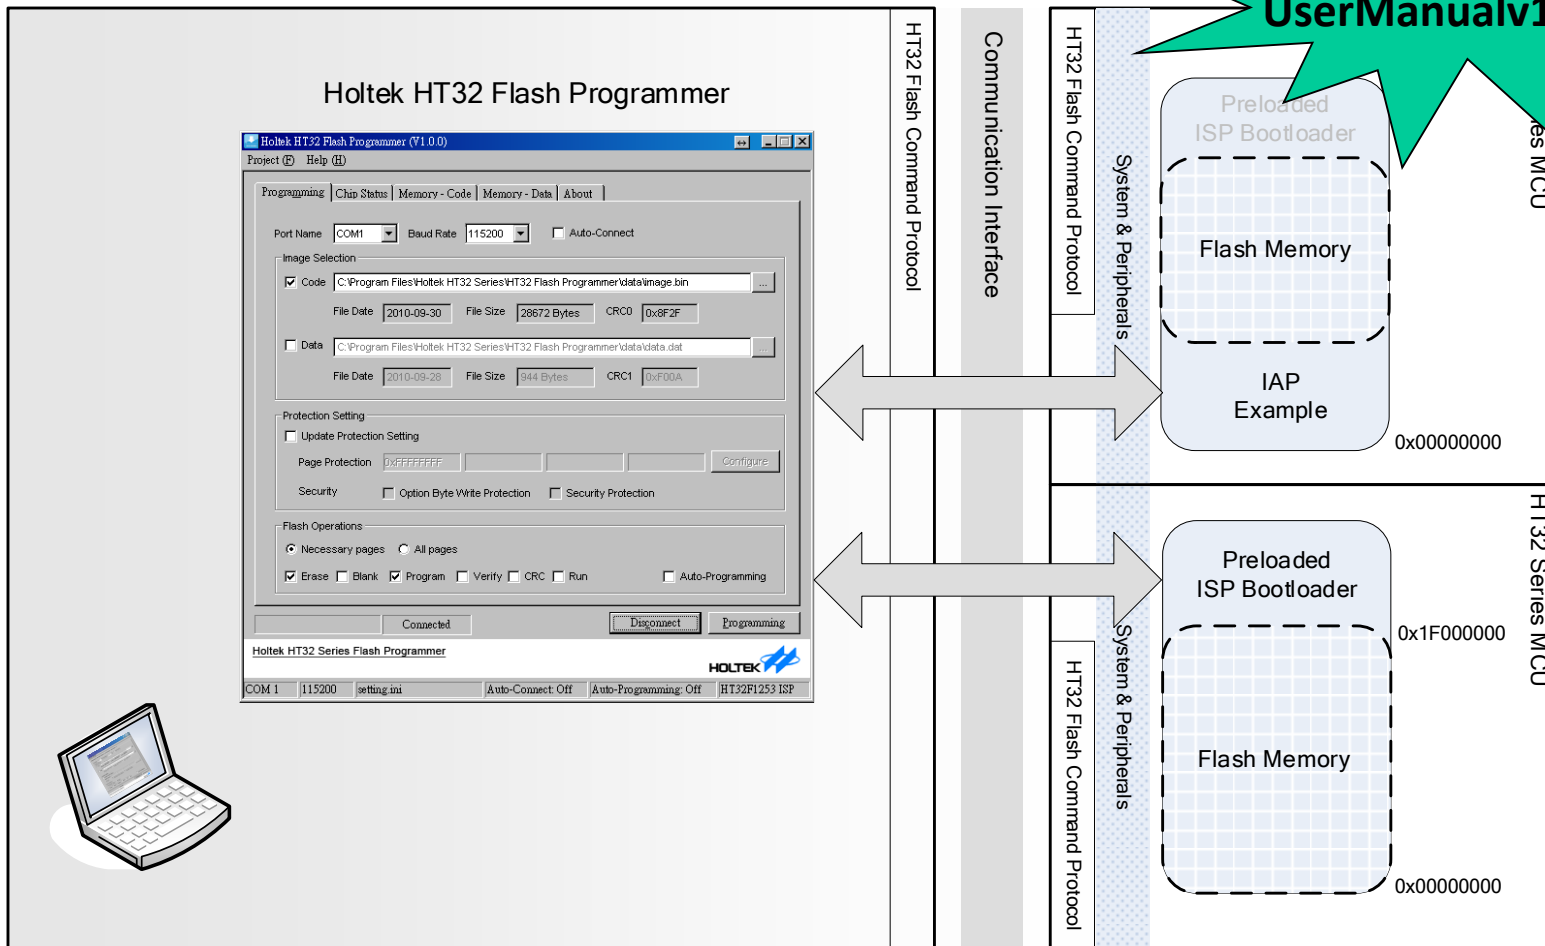 UserManualv1
Holtek HT32 Flash Programmer
Holtek HT32 Flash Programmer (V1.0.0)
Project (F) Help (H)
Programming Chip Status Memory - Code Memory - Data About
Port Name COM1 Baud Rate 115200 Auto-Connect
Image Selection
Code C:\Program Files\Holtek HT32 Series\HT32 Flash Programmer\data\image.bin ...
File Date 2010-09-30 File Size 28672 Bytes CRC0 0x8F2F
Data C:\Program Files\Holtek HT32 Series\HT32 Flash Programmer\data\data.dat ...
File Date 2010-09-28 File Size 944 Bytes CRC1 0xF00A
Protection Setting
Update Protection Setting
Page Protection 0xFFFFFFFF Configure
Security Option Byte Write Protection Security Protection
Flash Operations
Necessary pages All pages
Erase Blank Program Verify CRC Run Auto-Programming
Connected Disconnect Programming
Holtek HT32 Series Flash Programmer
HOLTEK
COM 1 115200 setting.ini Auto-Connect: Off Auto-Programming: Off HT32F1253 ISP
HT32 Flash Command Protocol
Communication Interface
HT32 Flash Command Protocol
System & Peripherals
Preloaded
ISP Bootloader
Flash Memory
IAP
Example
0x00000000
ies MCU
HT32 Flash Command Protocol
System & Peripherals
Preloaded
ISP Bootloader
0x1F000000
Flash Memory
0x00000000
HT32 Series MCU